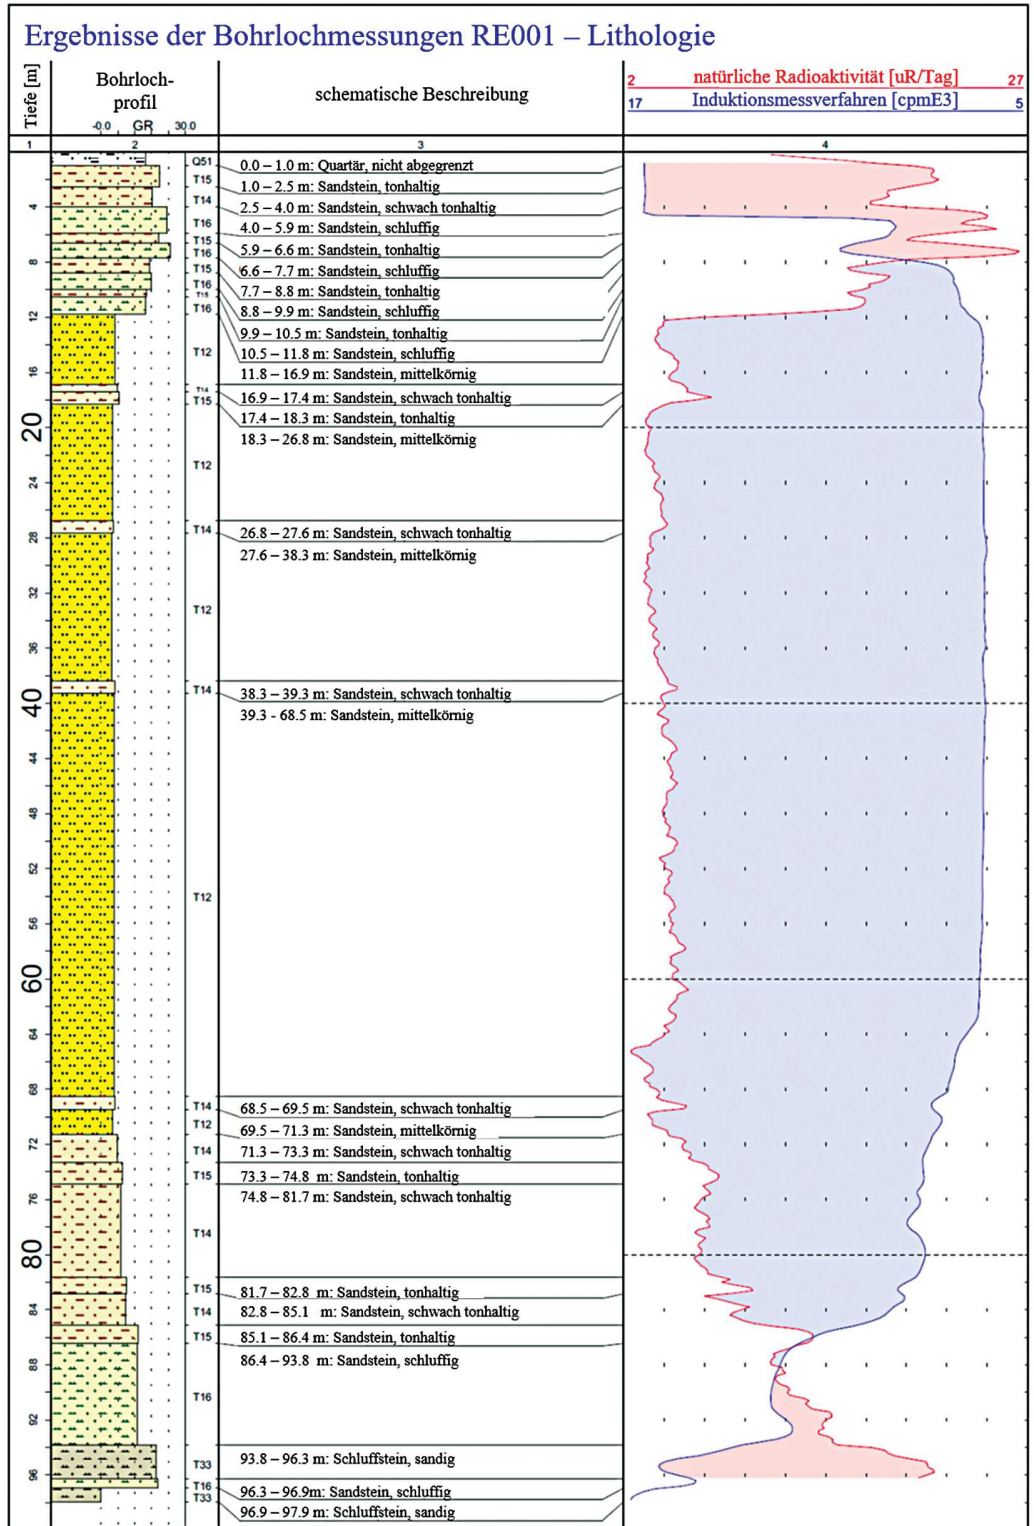 Ergebnisse der Bohrlochmessungen RE001 – Lithologie
Tiefe [m]
Bohrloch-
profil
-0.0 GR 30.0
schematische Beschreibung
2 natürliche Radioaktivität [uR/Tag] 27
17 Induktionsmessverfahren [cpmE3] 5
1 2 3 4
Q51 0.0 – 1.0 m: Quartär, nicht abgegrenzt
T15 1.0 – 2.5 m: Sandstein, tonhaltig
T14 2.5 – 4.0 m: Sandstein, schwach tonhaltig
4
T16 4.0 – 5.9 m: Sandstein, schluffig
T15 5.9 – 6.6 m: Sandstein, tonhaltig
T16 6.6 – 7.7 m: Sandstein, schluffig
8
T15 7.7 – 8.8 m: Sandstein, tonhaltig
T16 8.8 – 9.9 m: Sandstein, schluffig
T15 9.9 – 10.5 m: Sandstein, tonhaltig
T16 10.5 – 11.8 m: Sandstein, schluffig
12
T12 11.8 – 16.9 m: Sandstein, mittelkörnig
16
T14 16.9 – 17.4 m: Sandstein, schwach tonhaltig
T15 17.4 – 18.3 m: Sandstein, tonhaltig
20
18.3 – 26.8 m: Sandstein, mittelkörnig
T12
24
T14 26.8 – 27.6 m: Sandstein, schwach tonhaltig
28
27.6 – 38.3 m: Sandstein, mittelkörnig
32
T12
36
T14 38.3 – 39.3 m: Sandstein, schwach tonhaltig
40
39.3 - 68.5 m: Sandstein, mittelkörnig
44
48
52
T12
56
60
64
68
T14 68.5 – 69.5 m: Sandstein, schwach tonhaltig
T12 69.5 – 71.3 m: Sandstein, mittelkörnig
72
T14 71.3 – 73.3 m: Sandstein, schwach tonhaltig
T15 73.3 – 74.8 m: Sandstein, tonhaltig
76
74.8 – 81.7 m: Sandstein, schwach tonhaltig
T14
80
T15 81.7 – 82.8 m: Sandstein, tonhaltig
84
T14 82.8 – 85.1 m: Sandstein, schwach tonhaltig
T15 85.1 – 86.4 m: Sandstein, tonhaltig
88
86.4 – 93.8 m: Sandstein, schluffig
T16
92
T33 93.8 – 96.3 m: Schluffstein, sandig
96
T16 96.3 – 96.9m: Sandstein, schluffig
T33 96.9 – 97.9 m: Schluffstein, sandig